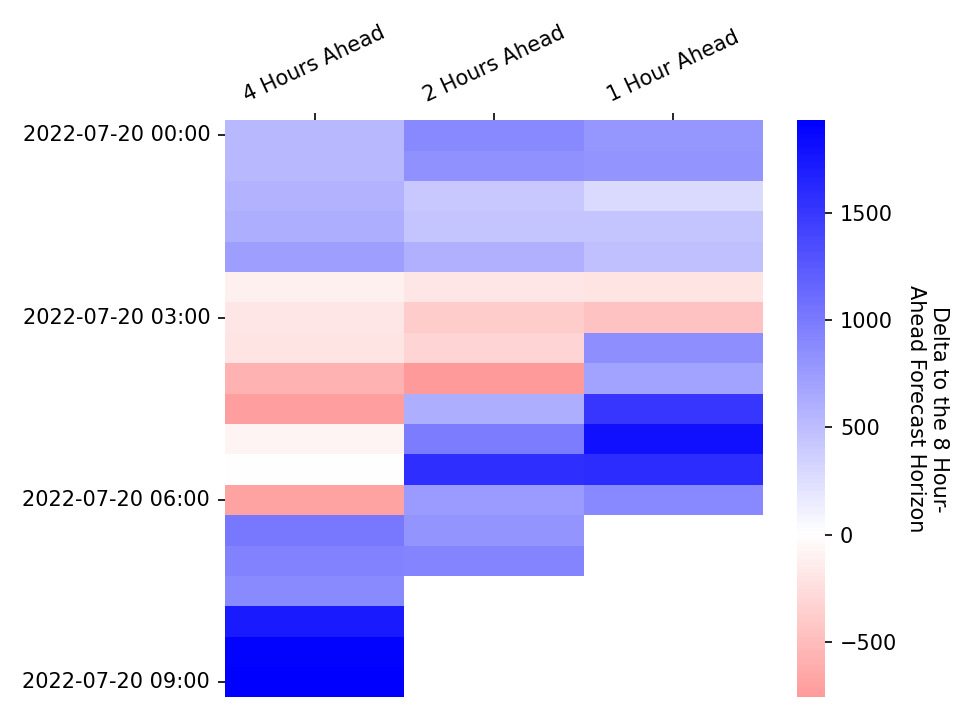 4 Hours Ahead
2 Hours Ahead
1 Hour Ahead
2022-07-20 00:00
2022-07-20 03:00
2022-07-20 06:00
2022-07-20 09:00
1500
1000
500
0
−500
Delta to the 8 Hour-
Ahead Forecast Horizon